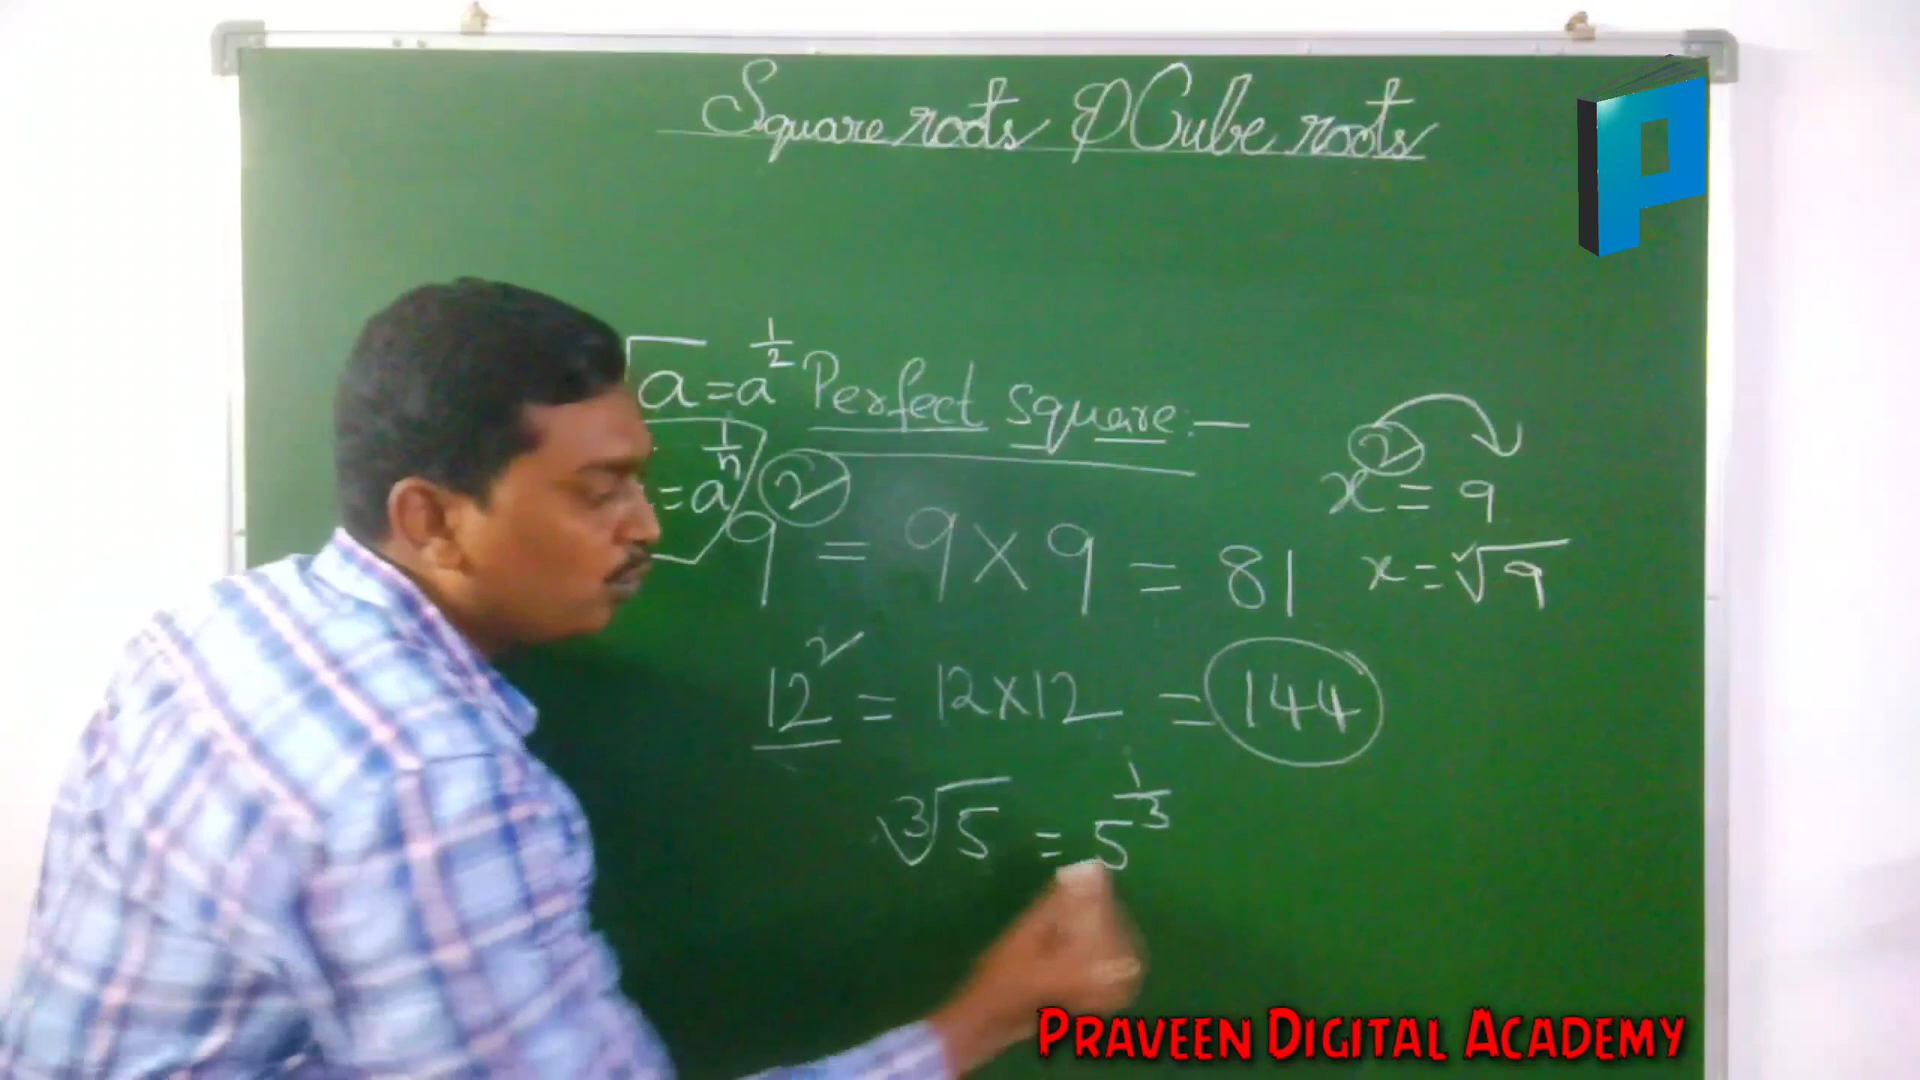 Square roots & Cube roots
√a = a^(1/2)
Perfect square:—
= a^(1/n)
9² = 9 × 9 = 81
12² = 12 × 12 = 144
∛5 = 5^(1/3)
x² = 9
x = √9
P
PRAVEEN DIGITAL ACADEMY